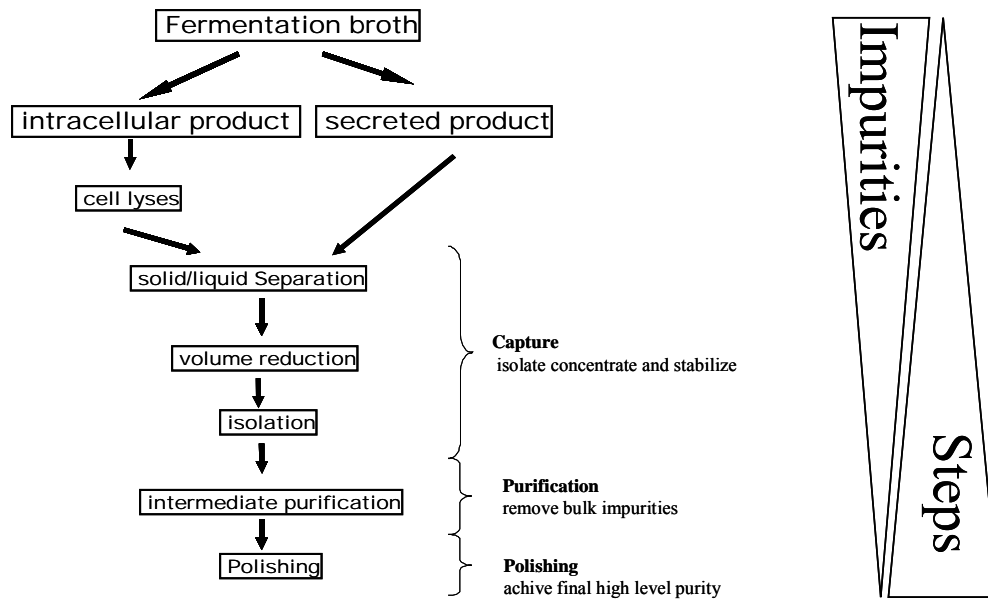 Fermentation broth
intracellular product
secreted product
cell lyses
solid/liquid Separation
volume reduction
isolation
intermediate purification
Polishing
Capture
isolate concentrate and stabilize
Purification
remove bulk impurities
Polishing
achive final high level purity
Impurities
Steps